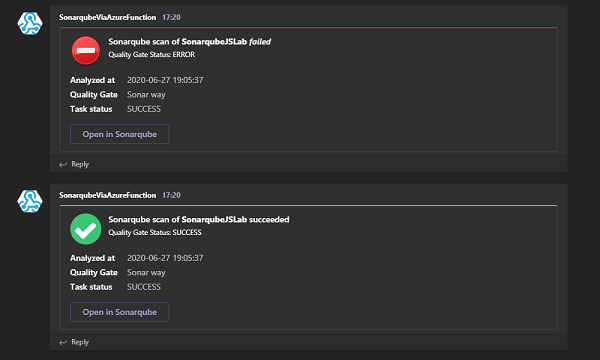 SonarqubeViaAzureFunction 17:20
Sonarqube scan of SonarqubeJSLab failed
Quality Gate Status: ERROR
Analyzed at 2020-06-27 19:05:37
Quality Gate Sonar way
Task status SUCCESS
Open in Sonarqube
Reply
SonarqubeViaAzureFunction 17:20
Sonarqube scan of SonarqubeJSLab succeeded
Quality Gate Status: SUCCESS
Analyzed at 2020-06-27 19:05:37
Quality Gate Sonar way
Task status SUCCESS
Open in Sonarqube
Reply